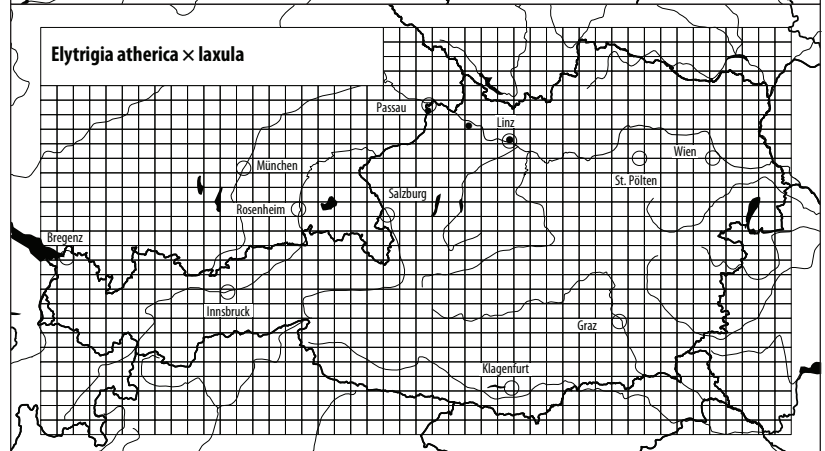 Elytrigia atherica × laxula
Passau
Linz
München
Wien
St. Pölten
Rosenheim
Salzburg
Bregenz
Innsbruck
Graz
Klagenfurt